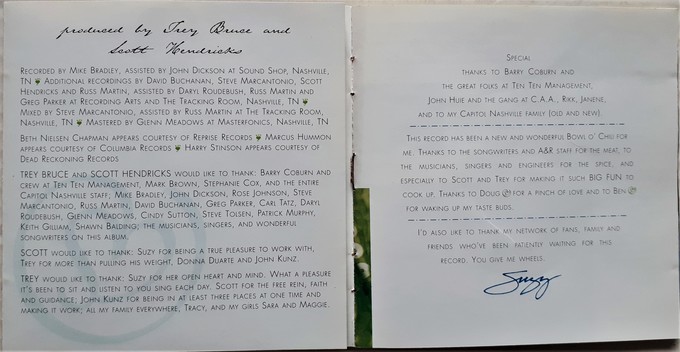 produced by Trey Bruce and
Scott Hendricks
Recorded by Mike Bradley, assisted by John Dickson at Sound Shop, Nashville,
TN Additional recordings by David Buchanan, Steve Marcantonio, Scott
Hendricks and Russ Martin, assisted by Daryl Roudebush, Russ Martin and
Greg Parker at Recording Arts and The Tracking Room, Nashville, TN
Mixed by Steve Marcantonio, assisted by Russ Martin at The Tracking Room,
Nashville, TN Mastered by Glenn Meadows at Masterfonics, Nashville, TN
Beth Nielsen Chapman appears courtesy of Reprise Records Marcus Hummon
appears courtesy of Columbia Records Harry Stinson appears courtesy of
Dead Reckoning Records
TREY BRUCE and SCOTT HENDRICKS would like to thank: Barry Coburn and
crew at Ten Ten Management, Mark Brown, Stephanie Cox, and the entire
Capitol Nashville staff; Mike Bradley, John Dickson, Rose Johnson, Steve
Marcantonio, Russ Martin, David Buchanan, Greg Parker, Carl Tatz, Daryl
Roudebush, Glenn Meadows, Cindy Sutton, Steve Tolsen, Patrick Murphy,
Keith Gilliam, Shawn Balding; the musicians, singers, and wonderful
songwriters on this album.
SCOTT would like to thank: Suzy for being a true pleasure to work with,
Trey for more than pulling his weight, Donna Duarte and John Kunz.
TREY would like to thank: Suzy for her open heart and mind. What a pleasure
it's been to sit and listen to you sing each day. Scott for the free rein, faith
and guidance; John Kunz for being in at least three places at one time and
making it work; all my family everywhere, Tracy, and my girls Sara and Maggie.
Special
thanks to Barry Coburn and
the great folks at Ten Ten Management,
John Huie and the gang at C.A.A., Rikk, Janene,
and to my Capitol Nashville family (old and new).
This record has been a new and wonderful Bowl o' Chili for
me. Thanks to the songwriters and A&R staff for the meat, to
the musicians, singers and engineers for the spice, and
especially to Scott and Trey for making it such BIG FUN to
cook up. Thanks to Doug for a pinch of love and to Ben
for waking up my taste buds.
I'd also like to thank my network of fans, family and
friends who've been patiently waiting for this
record. You give me wheels.
Suzy